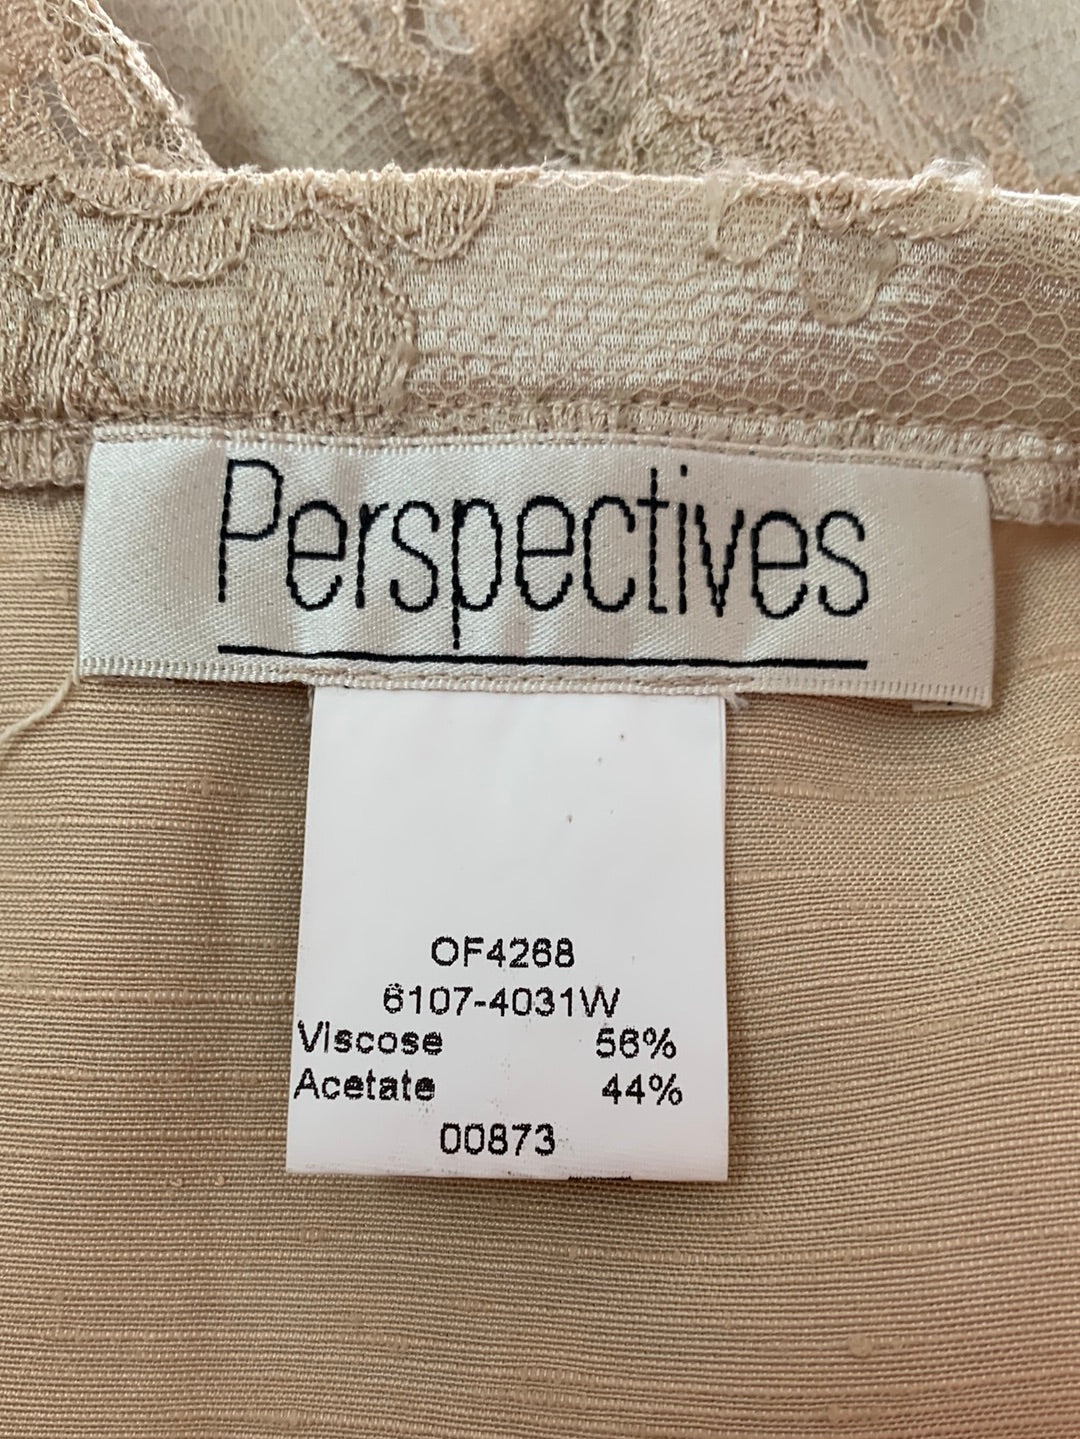 Perspectives
OF4268
6107-4031W
Viscose 56%
Acetate 44%
00873